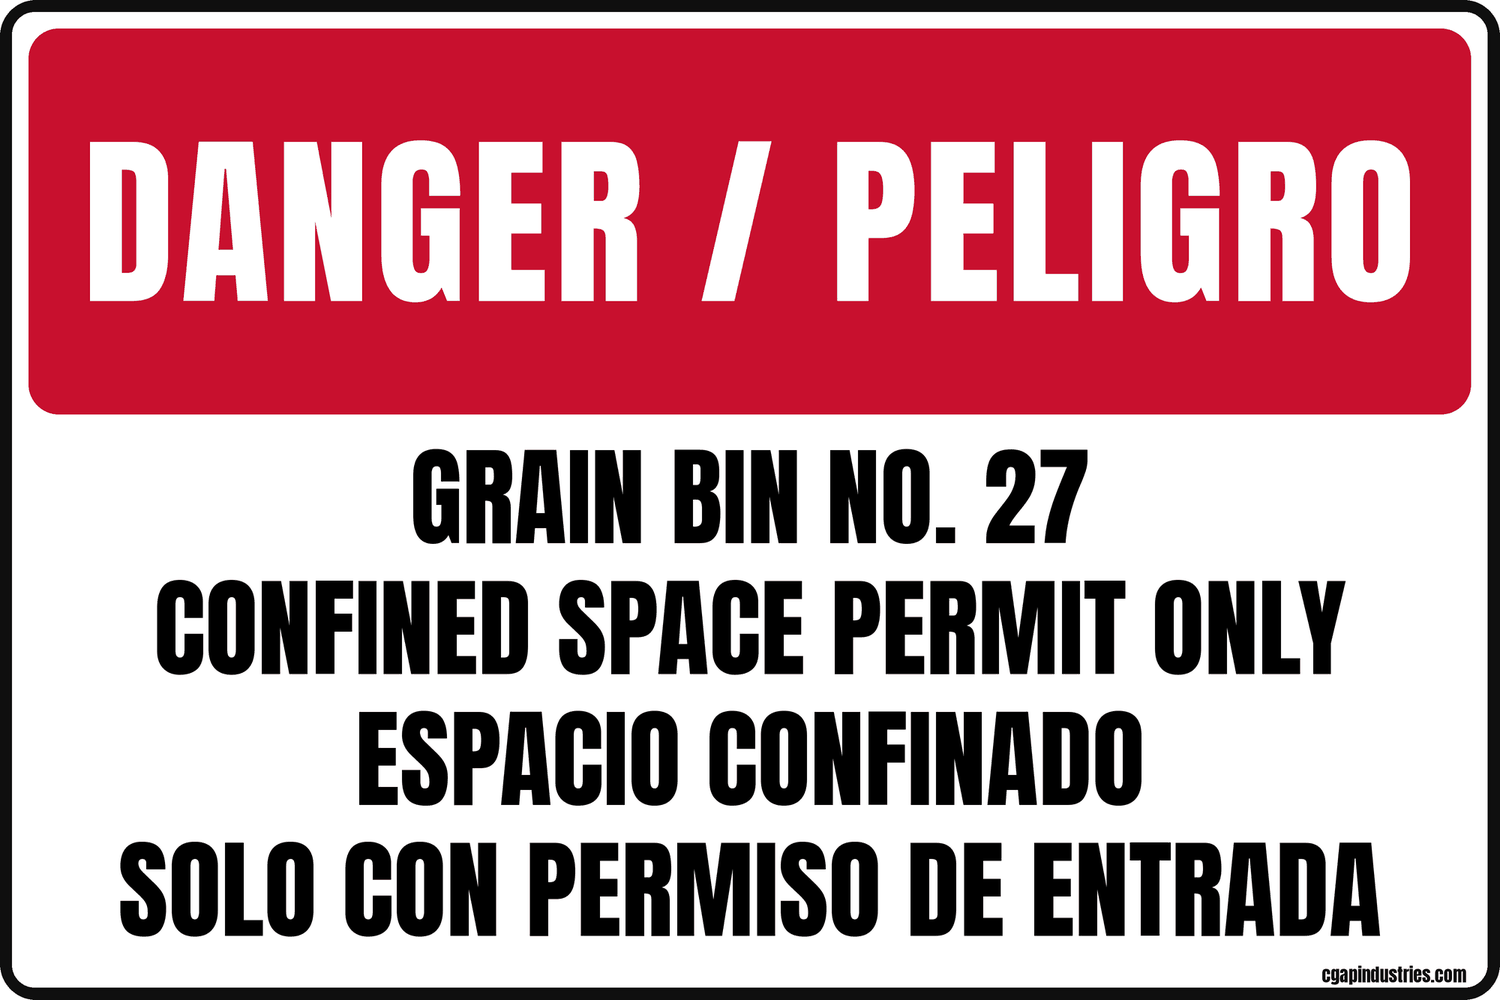 DANGER / PELIGRO
GRAIN BIN NO. 27
CONFINED SPACE PERMIT ONLY
ESPACIO CONFINADO
SOLO CON PERMISO DE ENTRADA
cgapindustries.com